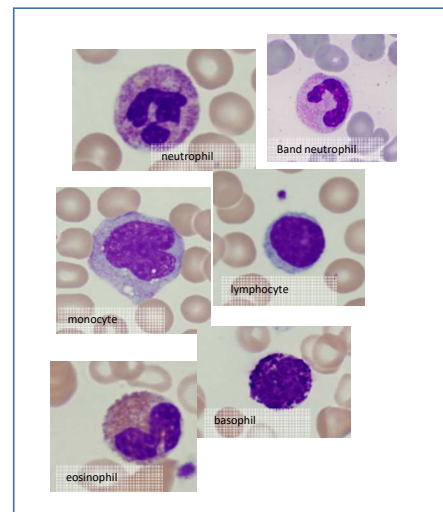 neutrophil
Band neutrophil
monocyte
lymphocyte
eosinophil
basophil